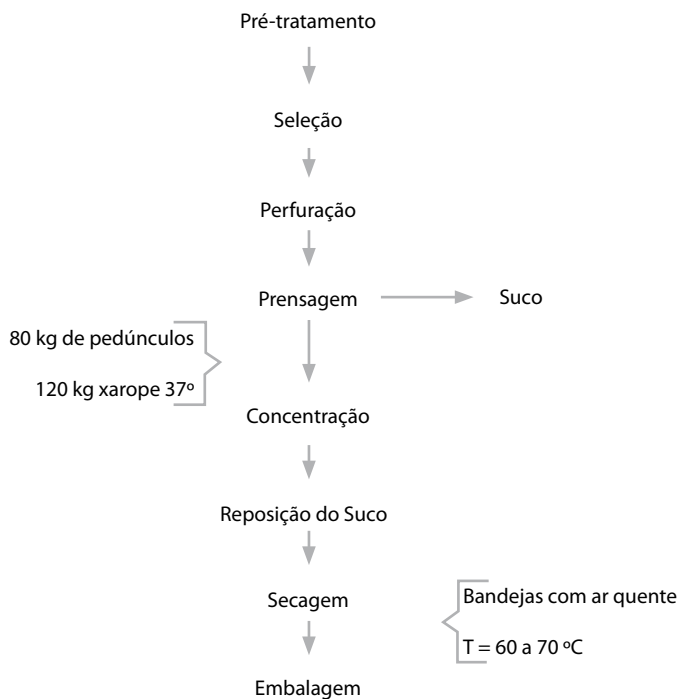 Pré-tratamento
Seleção
Perfuração
Prensagem
Suco
80 kg de pedúnculos
120 kg xarope 37º
Concentração
Reposição do Suco
Secagem
Bandejas com ar quente
T = 60 a 70 ºC
Embalagem